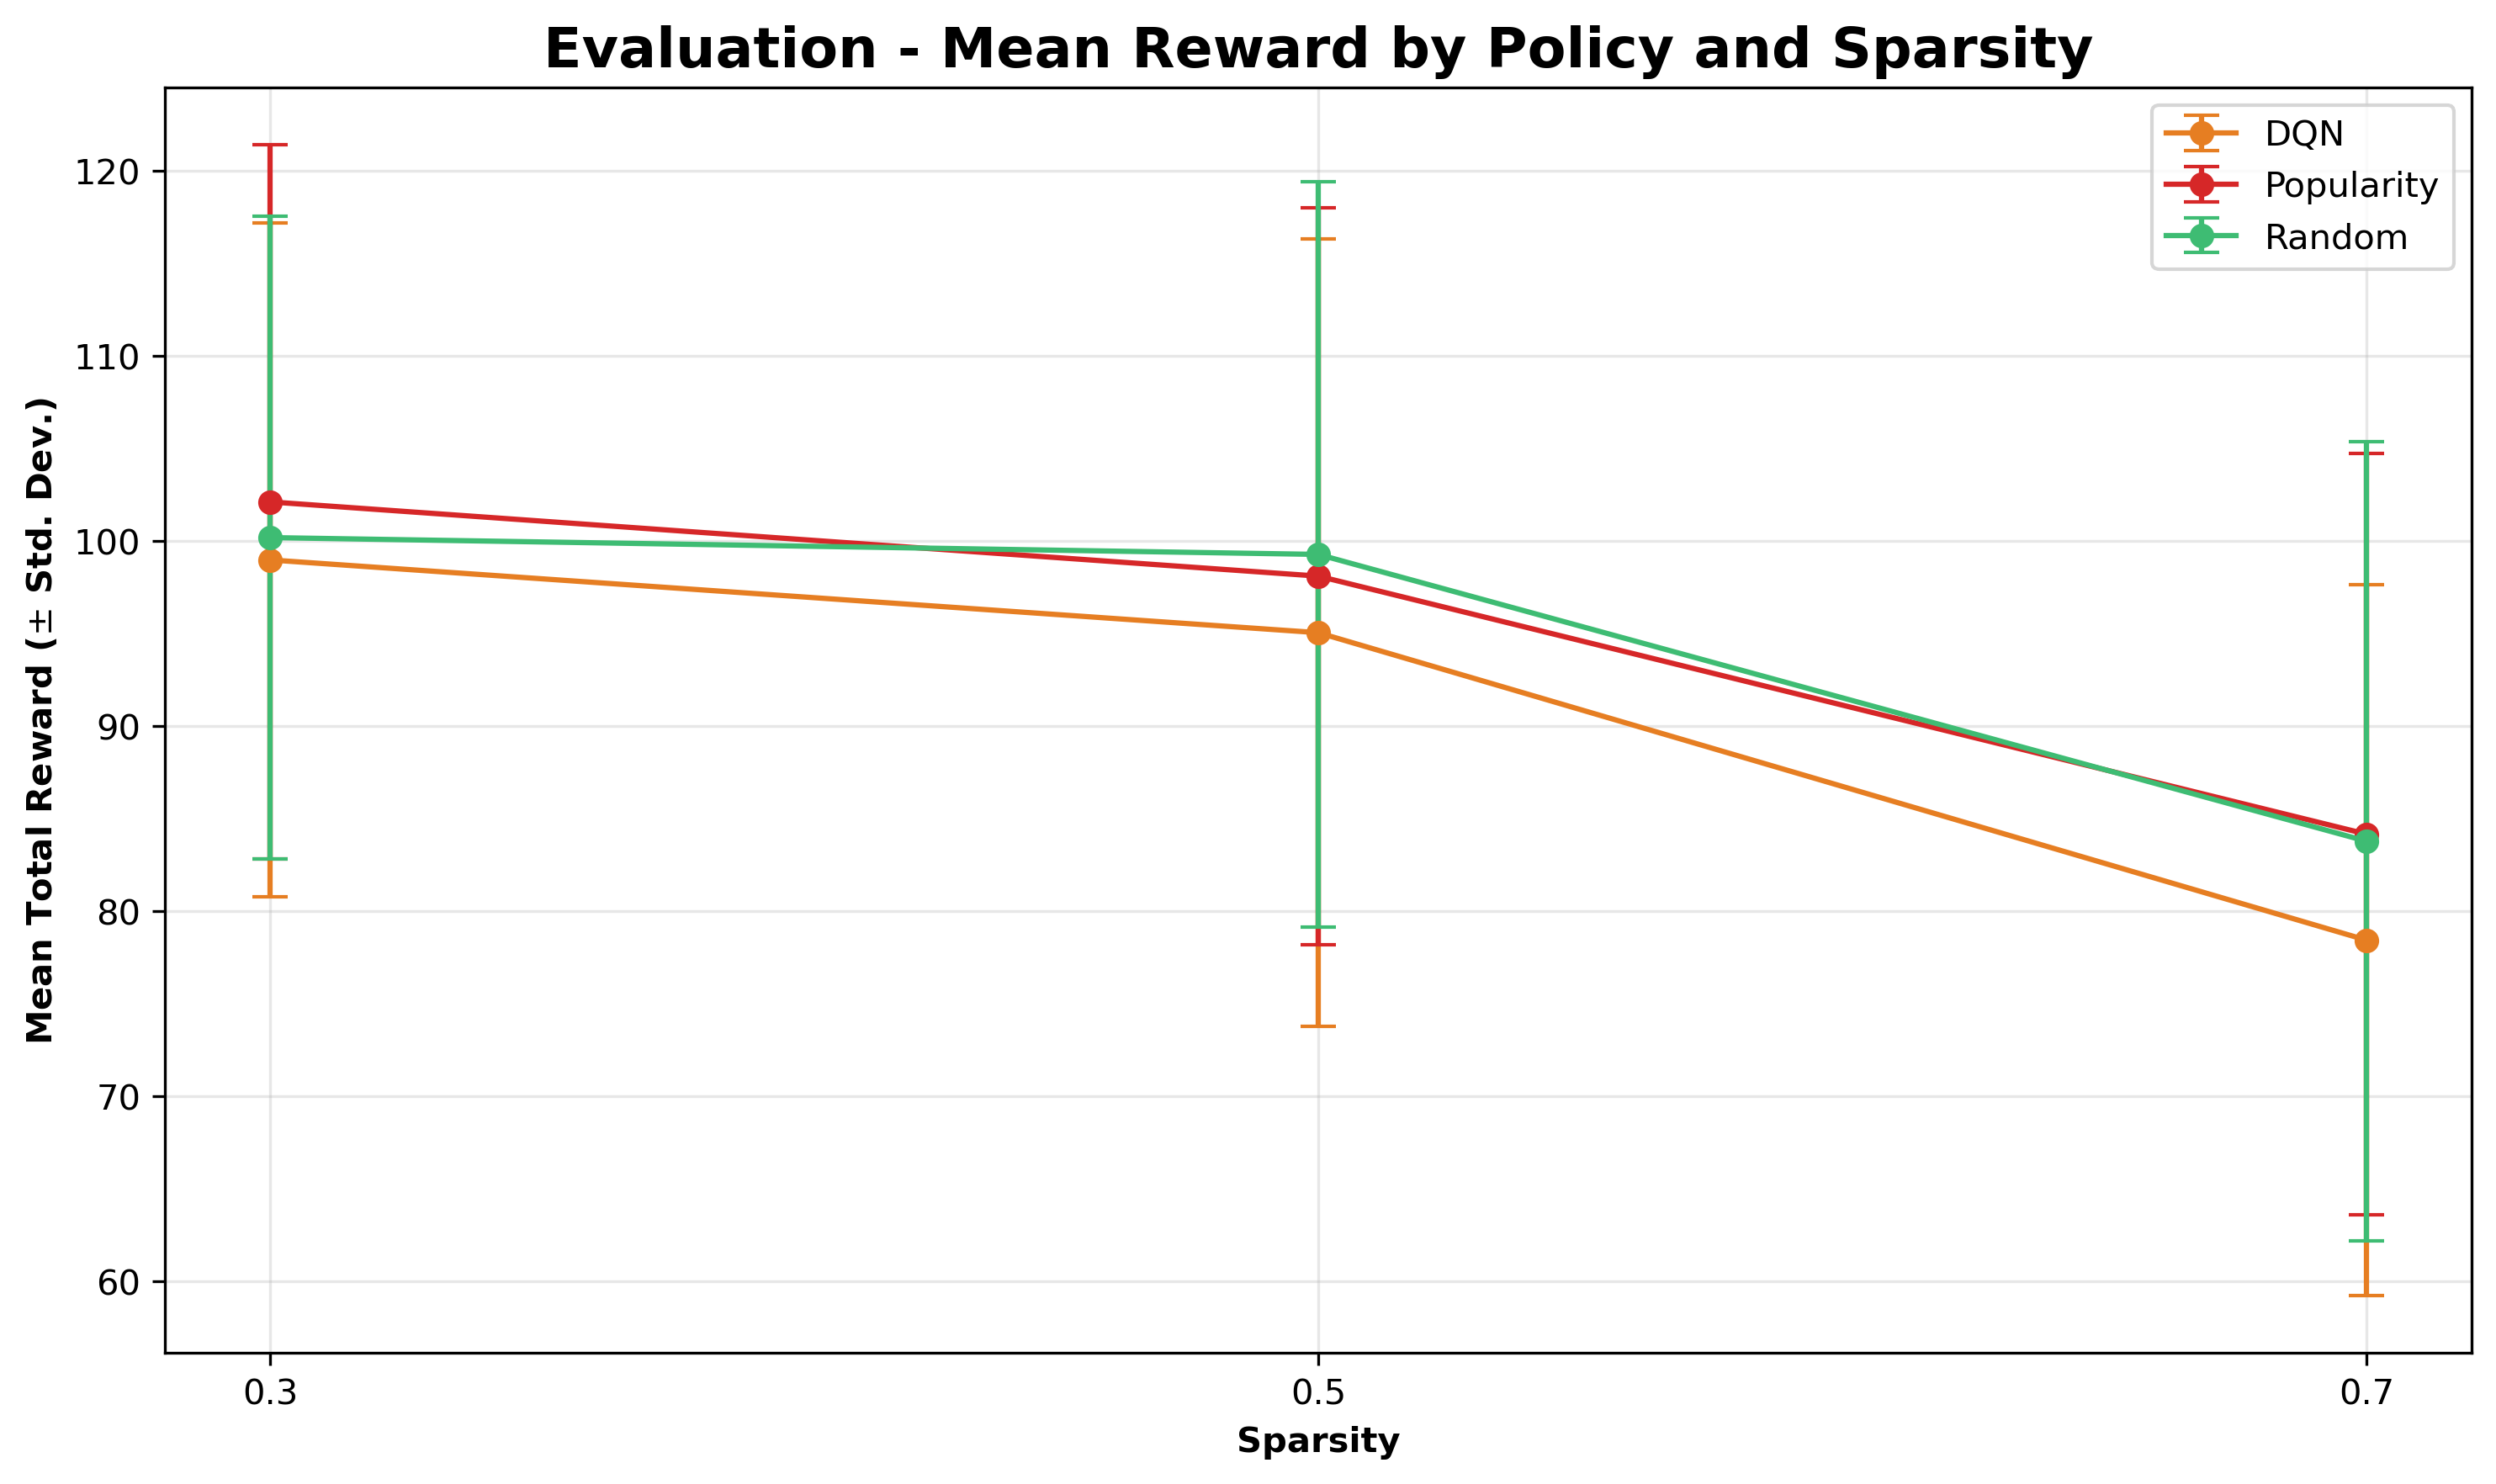 Evaluation - Mean Reward by Policy and Sparsity
DQN
Popularity
Random
Mean Total Reward (± Std. Dev.)
120
110
100
90
80
70
60
0.3
0.5
0.7
Sparsity